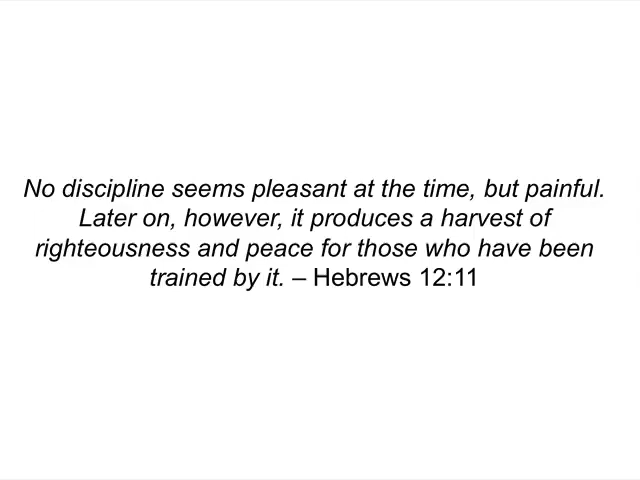 No discipline seems pleasant at the time, but painful.
Later on, however, it produces a harvest of
righteousness and peace for those who have been
trained by it. – Hebrews 12:11